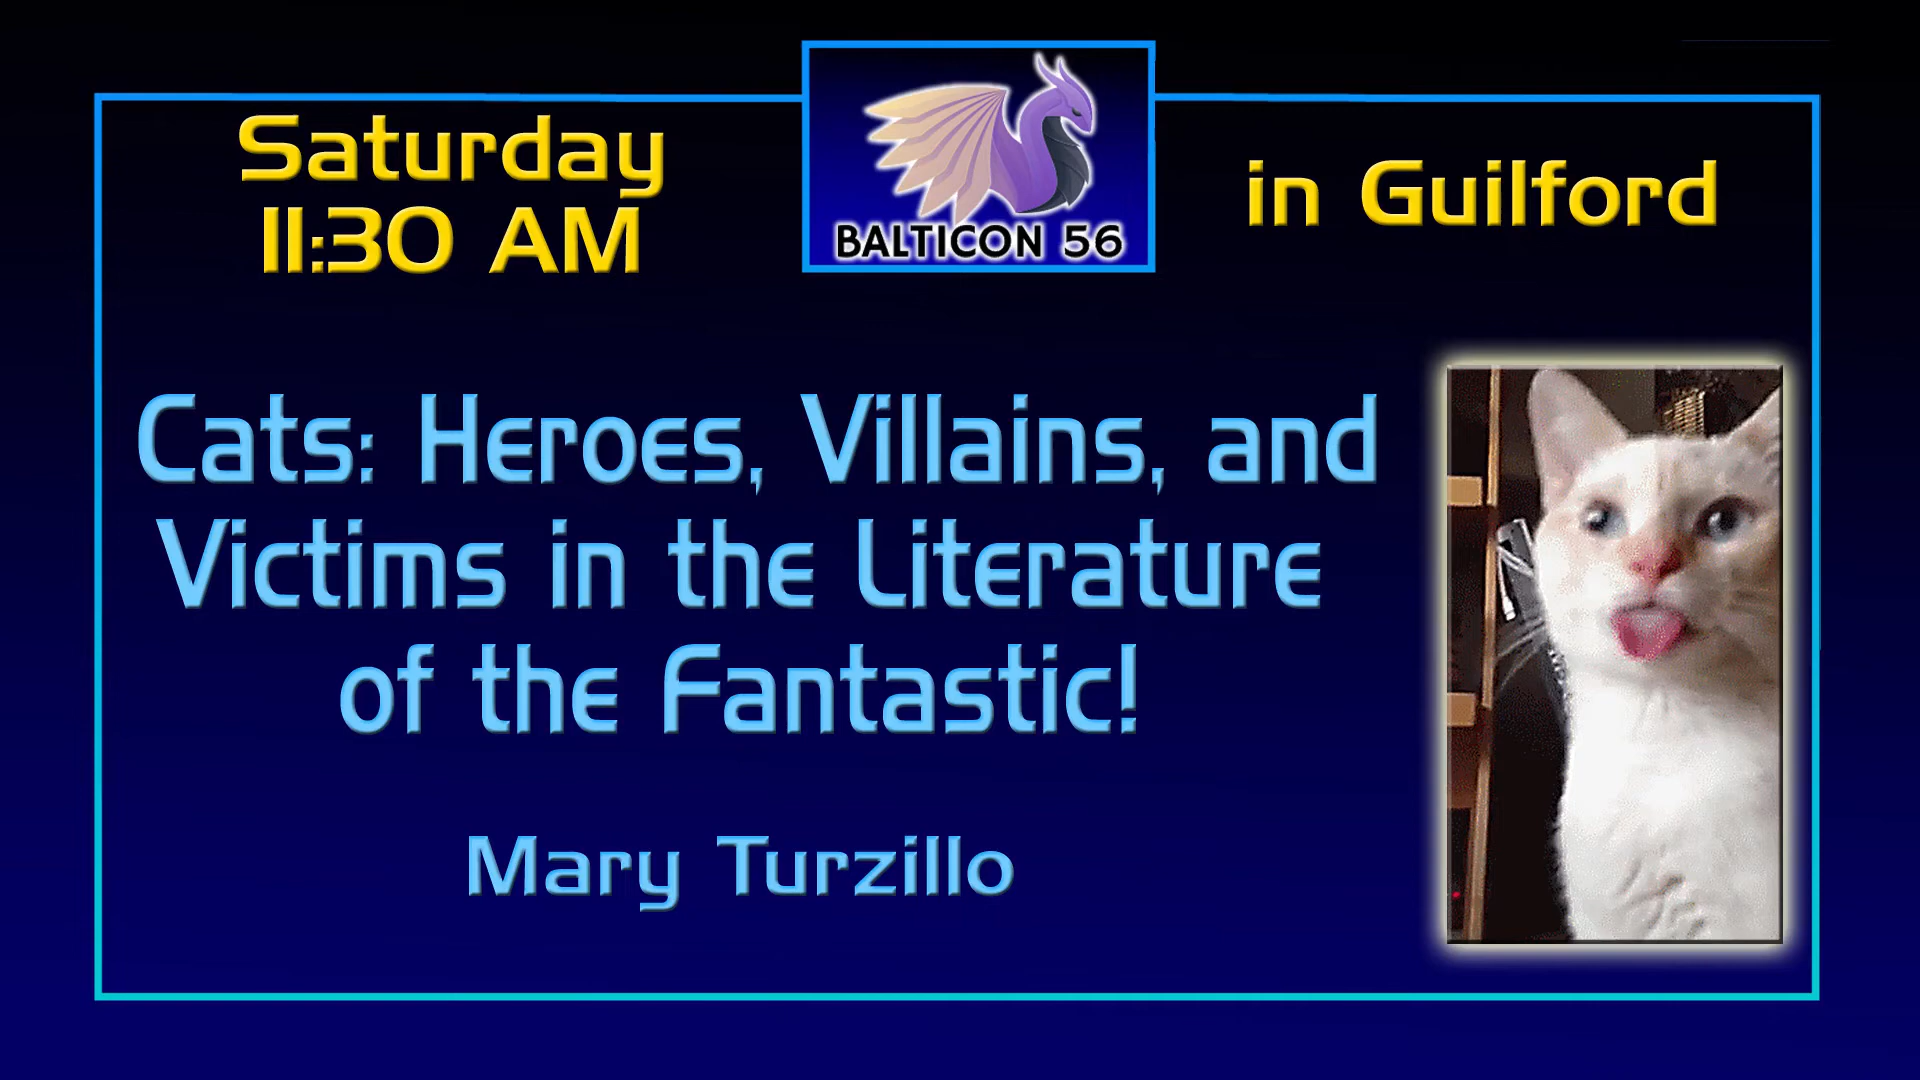 Saturday
11:30 AM
BALTICON 56
in Guilford
Cats: Heroes, Villains, and
Victims in the Literature
of the Fantastic!
Mary Turzillo